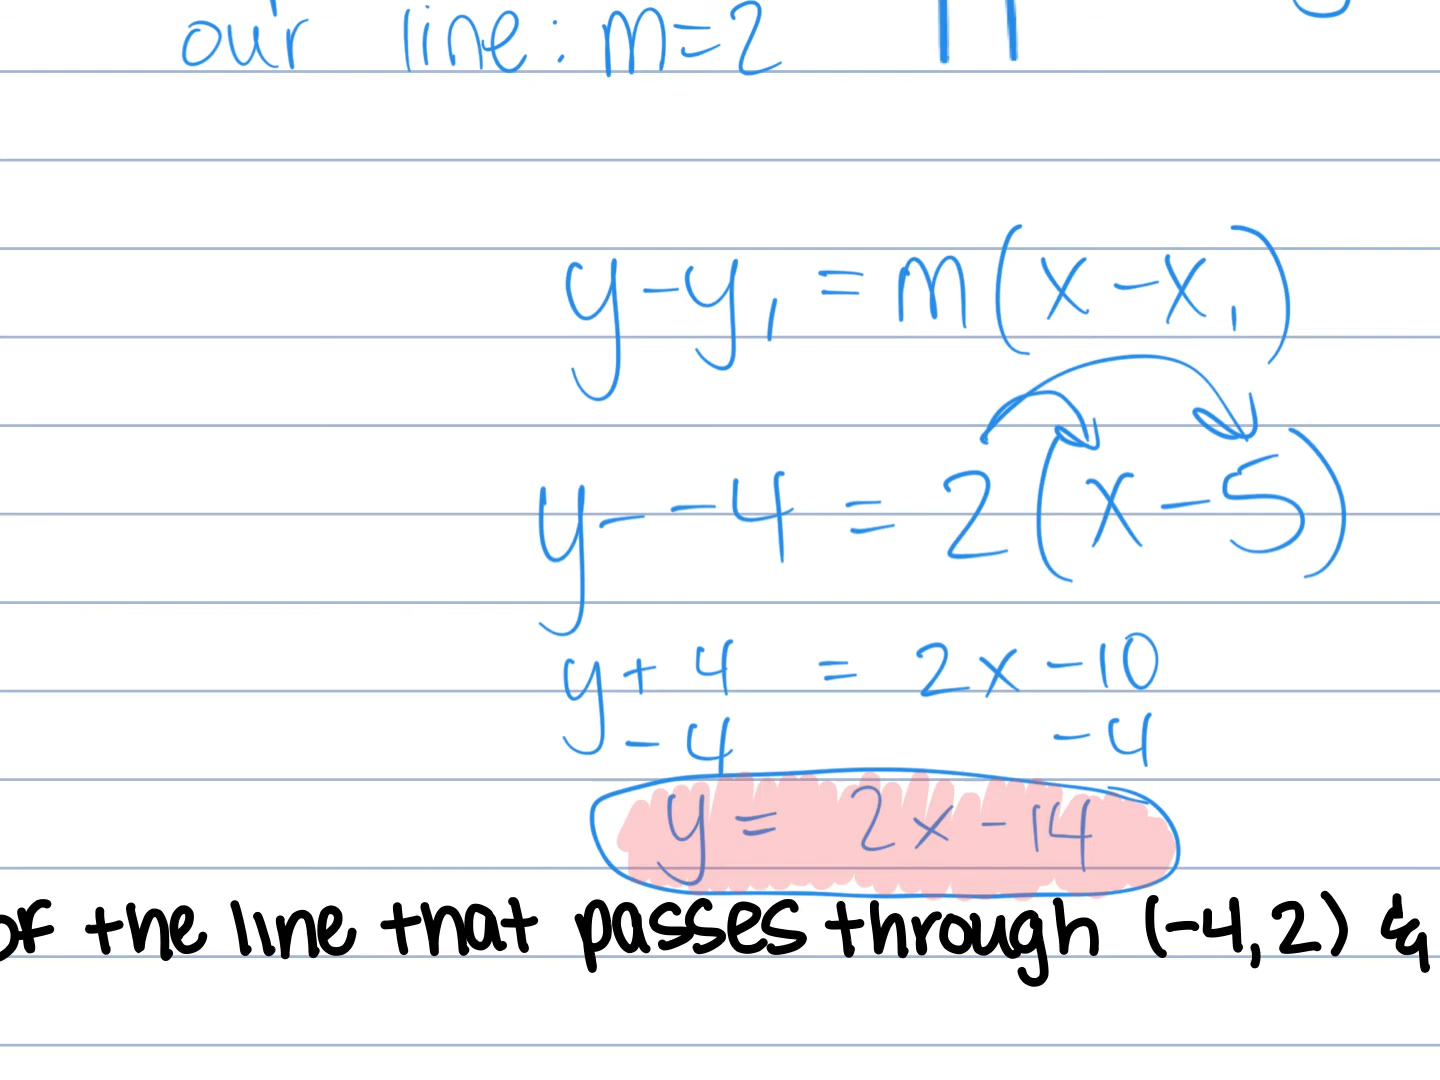 our line: m=2
y-y₁ = m(x-x₁)
y--4 = 2(x-5)
y+4 = 2x-10
-4 -4
y= 2x-14
of the line that passes through (-4,2) &